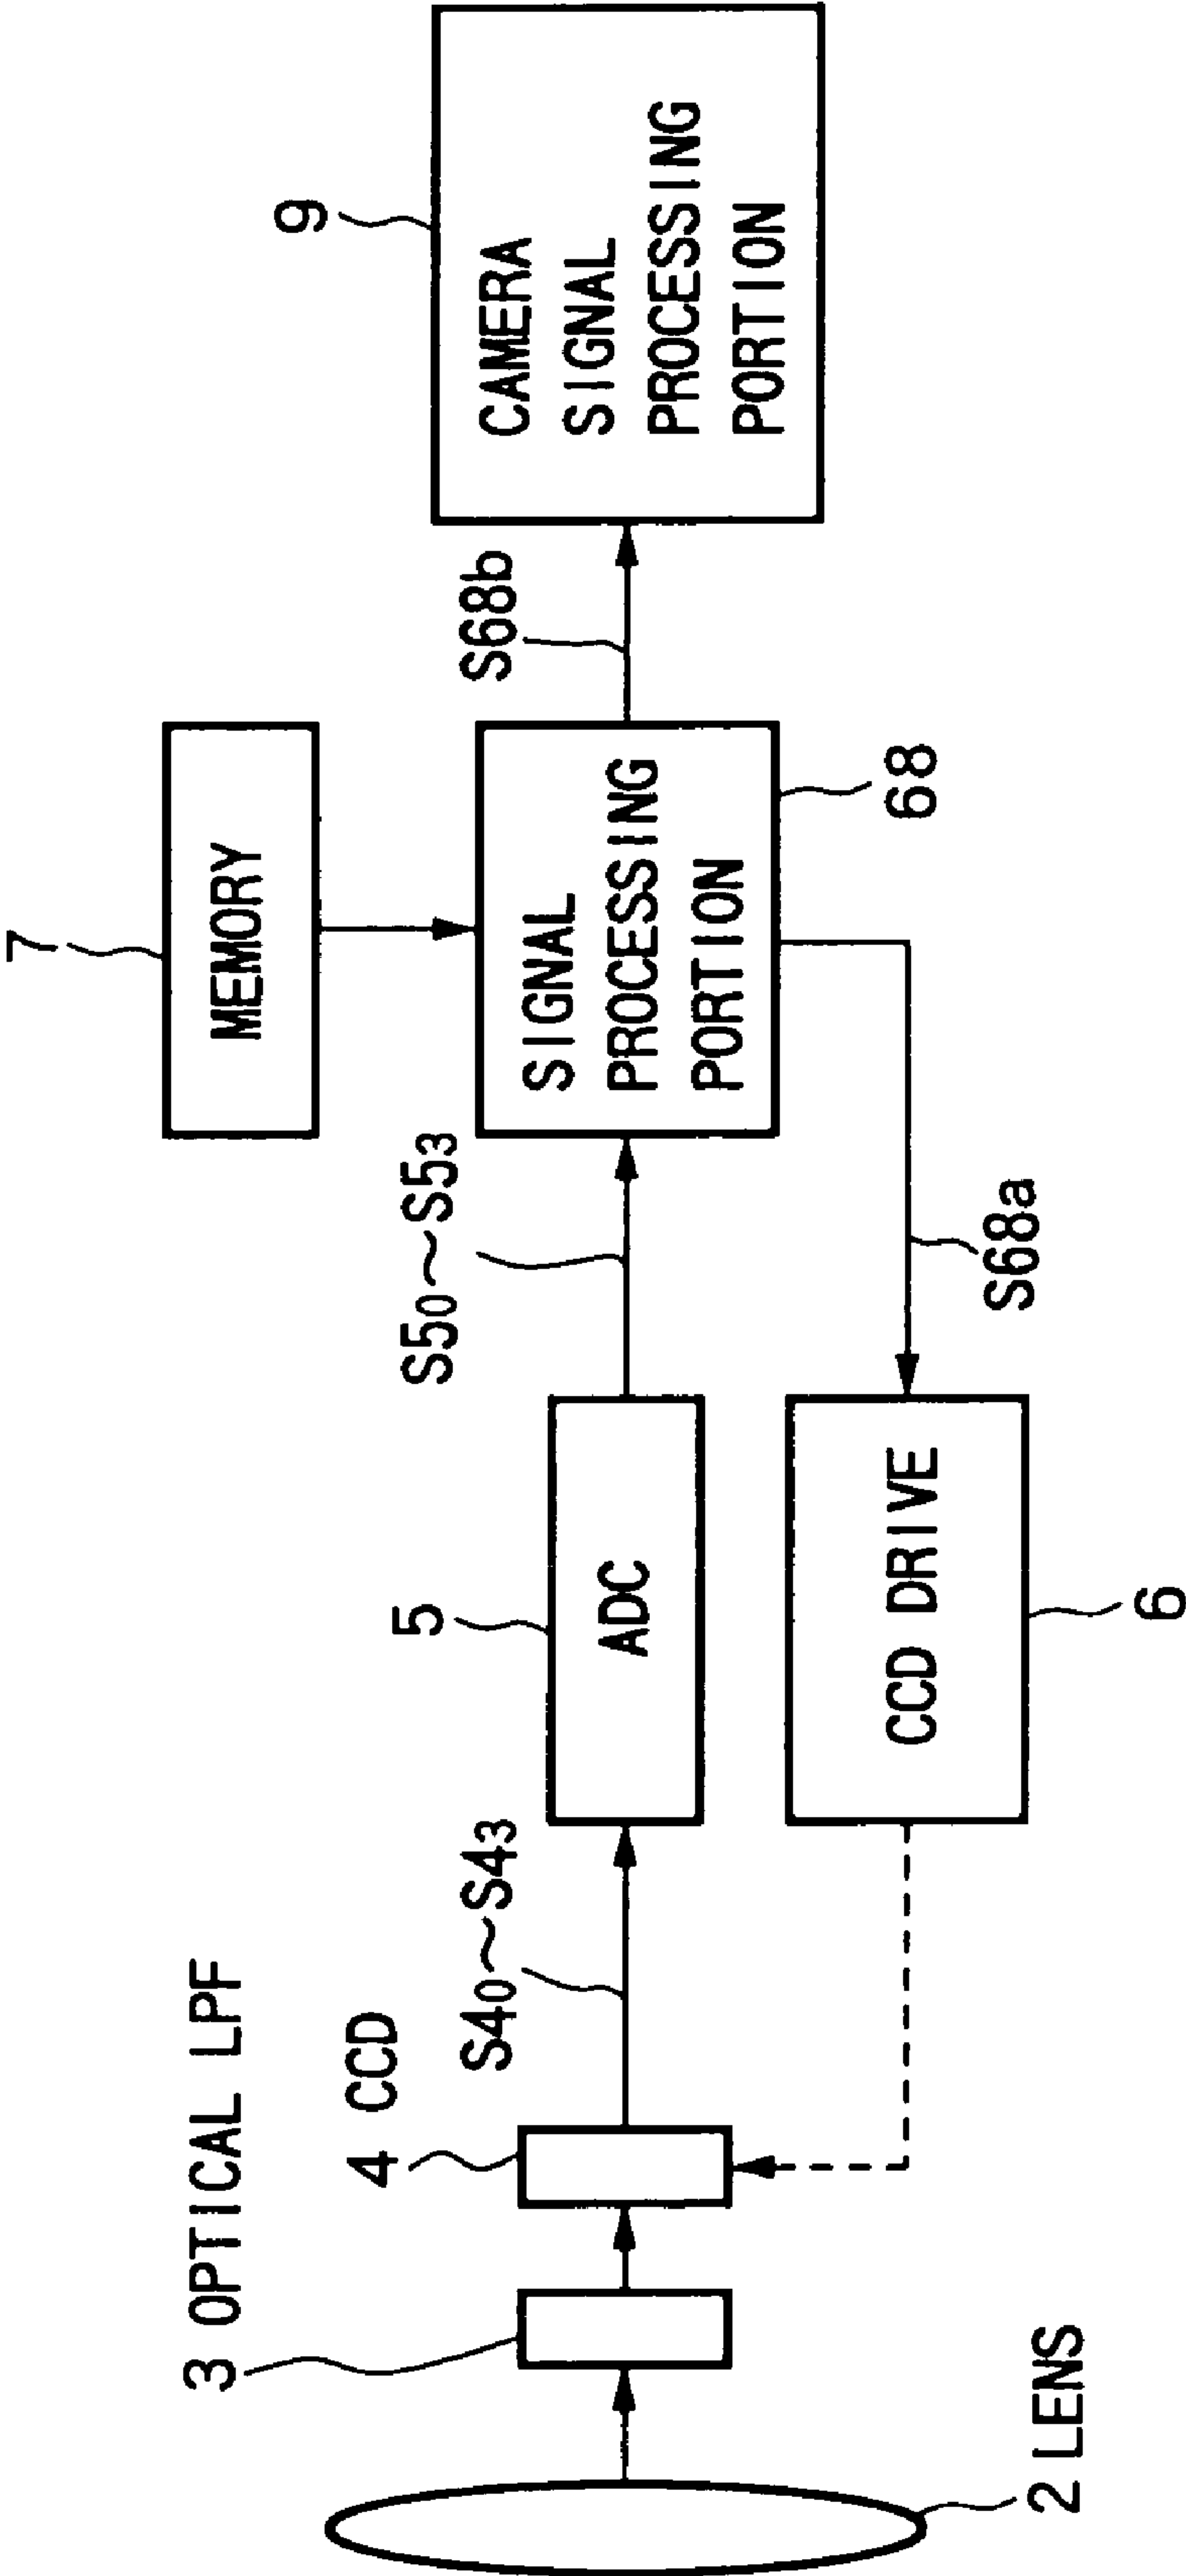 2 LENS
3 OPTICAL LPF
4 CCD
S4₀~S4₃
5
ADC
CCD DRIVE
6
S5₀~S5₃
S68a
7
MEMORY
SIGNAL
PROCESSING
PORTION
68
S68b
9
CAMERA
SIGNAL
PROCESSING
PORTION